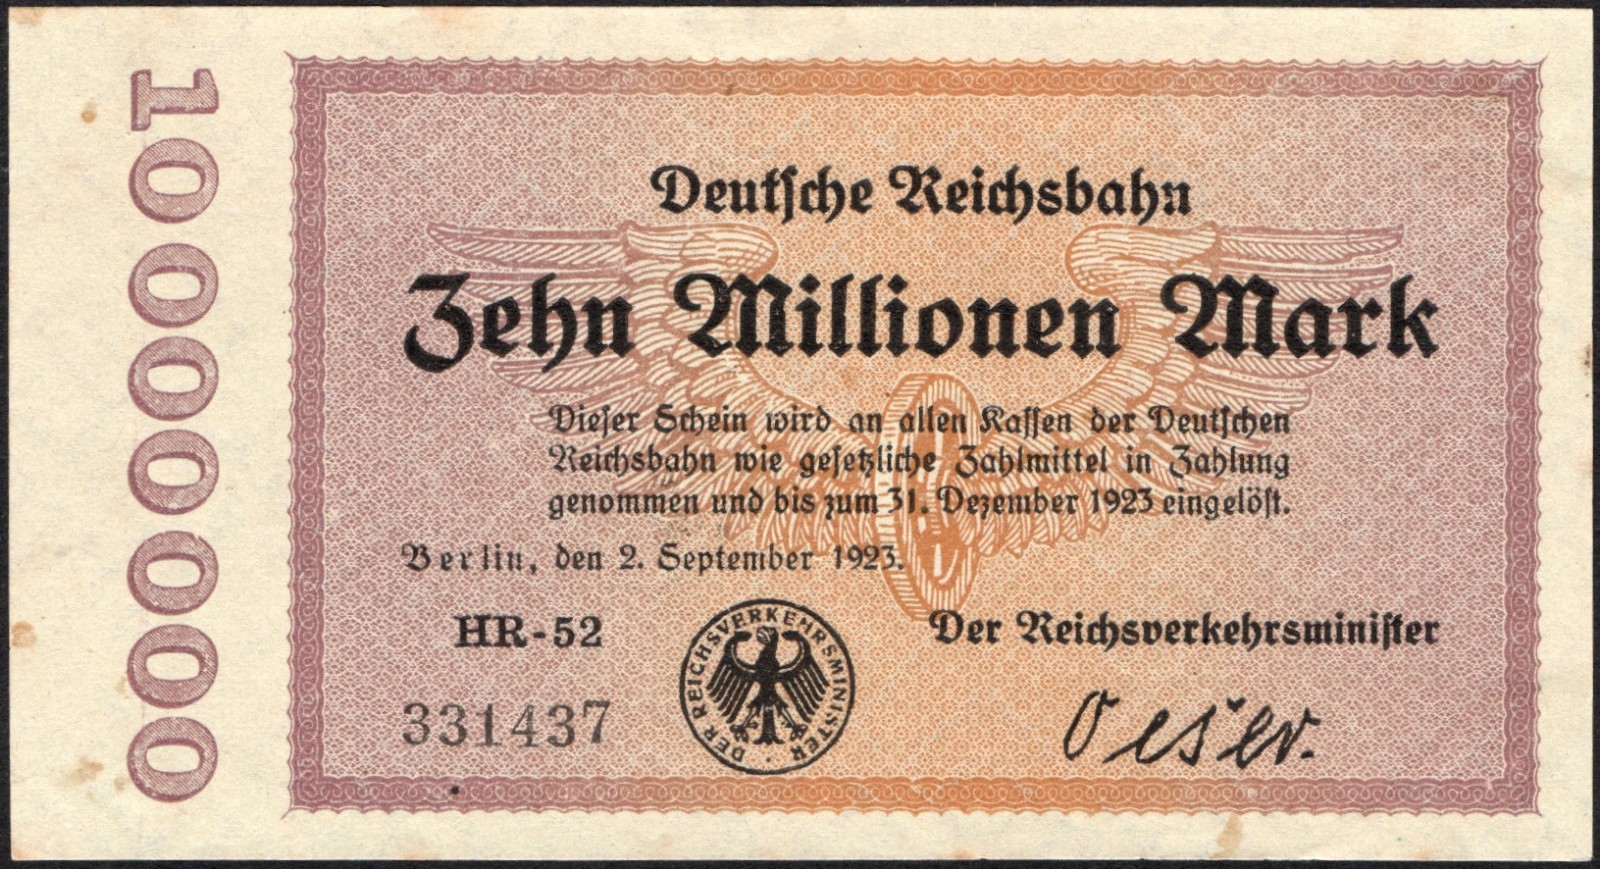 10000000
Deutsche Reichsbahn
Zehn Millionen Mark
Dieser Schein wird an allen Kassen der Deutschen
Reichsbahn wie gesetzliche Zahlmittel in Zahlung
genommen und bis zum 31. Dezember 1923 eingelöst.
Berlin, den 2. September 1923.
HR-52
Der Reichsverkehrsminister
331437
DER REICHSVERKEHRSMINISTER
Oeser.